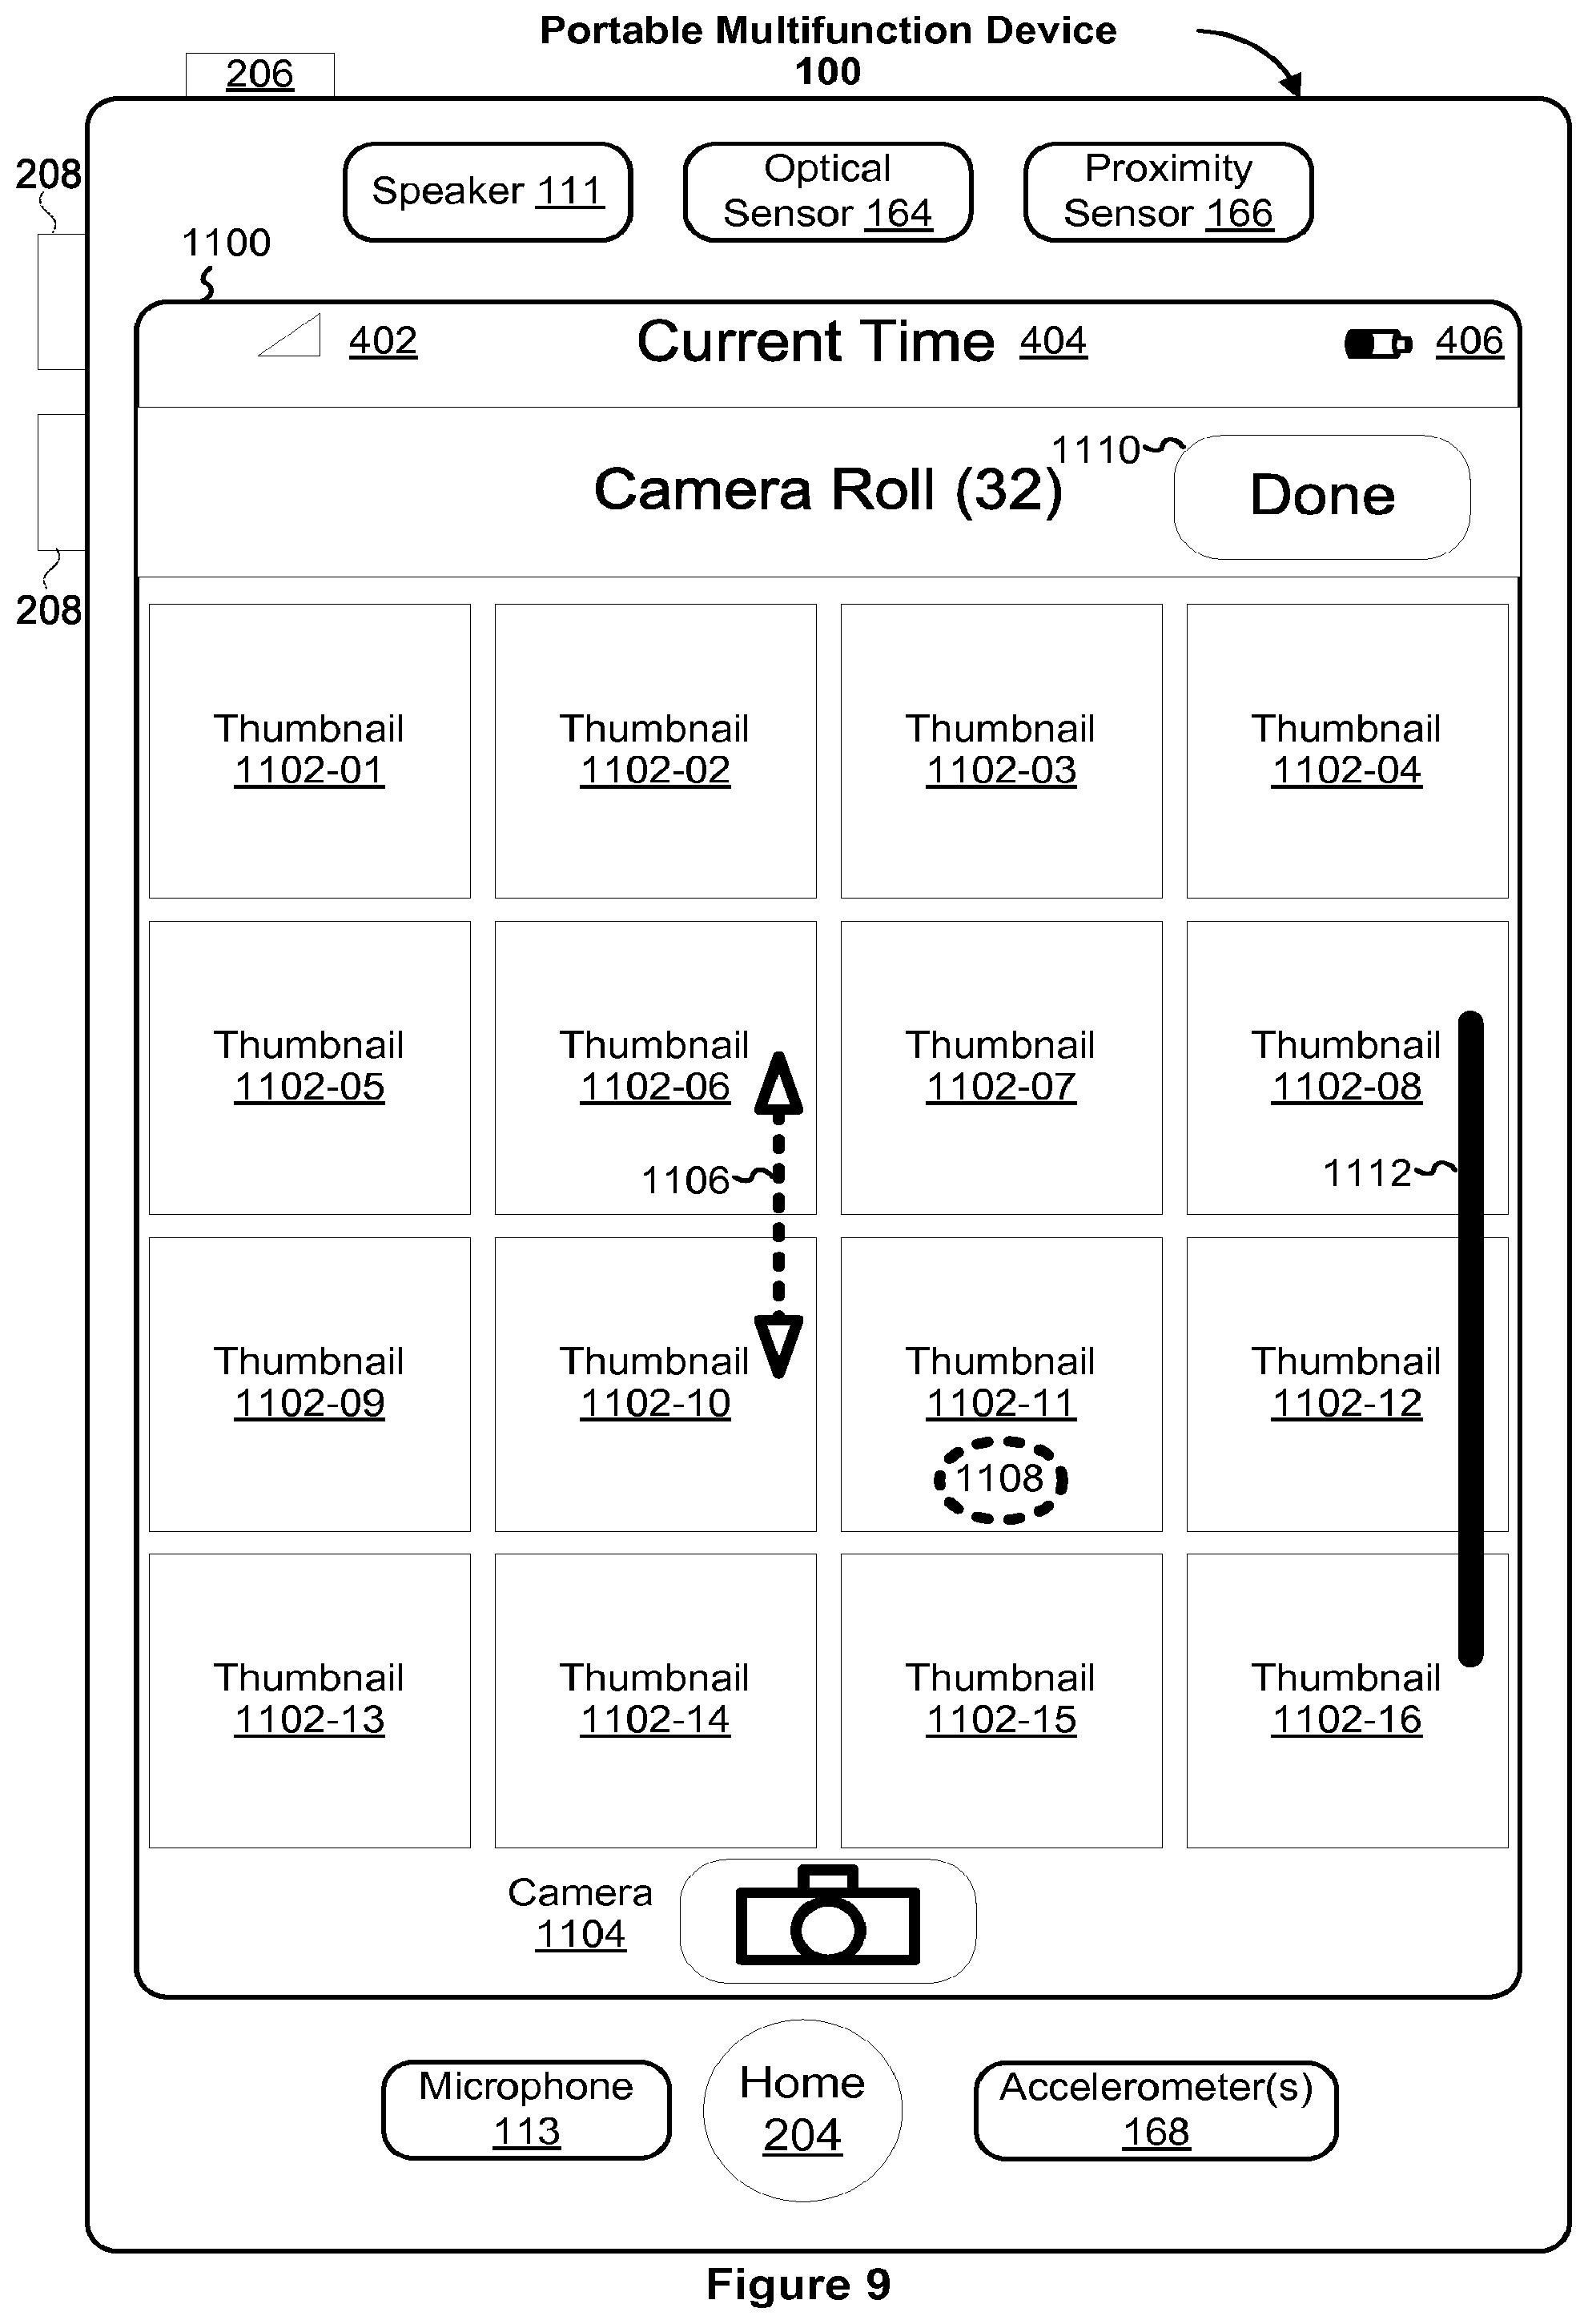 Portable Multifunction Device
100
206
208
Speaker 111
Optical
Sensor 164
Proximity
Sensor 166
1100
402
Current Time 404
406
Camera Roll (32)
1110
Done
208
Thumbnail
1102-01
Thumbnail
1102-02
Thumbnail
1102-03
Thumbnail
1102-04
Thumbnail
1102-05
Thumbnail
1102-06
Thumbnail
1102-07
Thumbnail
1102-08
1106
1112
Thumbnail
1102-09
Thumbnail
1102-10
Thumbnail
1102-11
Thumbnail
1102-12
1108
Thumbnail
1102-13
Thumbnail
1102-14
Thumbnail
1102-15
Thumbnail
1102-16
Camera
1104
Microphone
113
Home
204
Accelerometer(s)
168
Figure 9